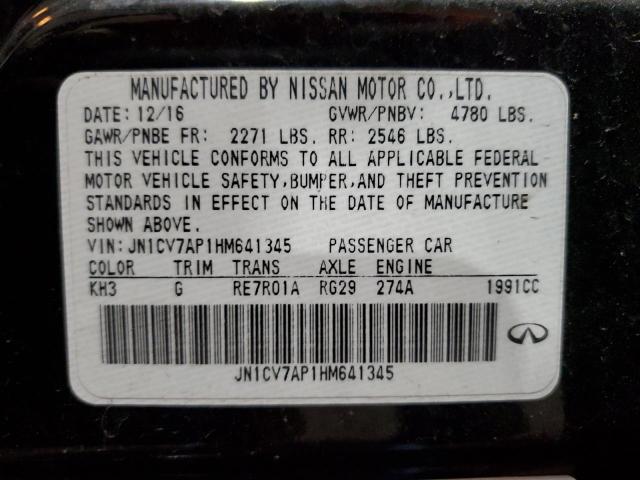 MANUFACTURED BY NISSAN MOTOR CO.,LTD.
DATE: 12/16 GVWR/PNBV: 4780 LBS.
GAWR/PNBE FR: 2271 LBS. RR: 2546 LBS.
THIS VEHICLE CONFORMS TO ALL APPLICABLE FEDERAL
MOTOR VEHICLE SAFETY,BUMPER,AND THEFT PREVENTION
STANDARDS IN EFFECT ON THE DATE OF MANUFACTURE
SHOWN ABOVE.
VIN:JN1CV7AP1HM641345 PASSENGER CAR
COLOR TRIM TRANS AXLE ENGINE
KH3 G RE7R01A RG29 274A 1991CC
JN1CV7AP1HM641345